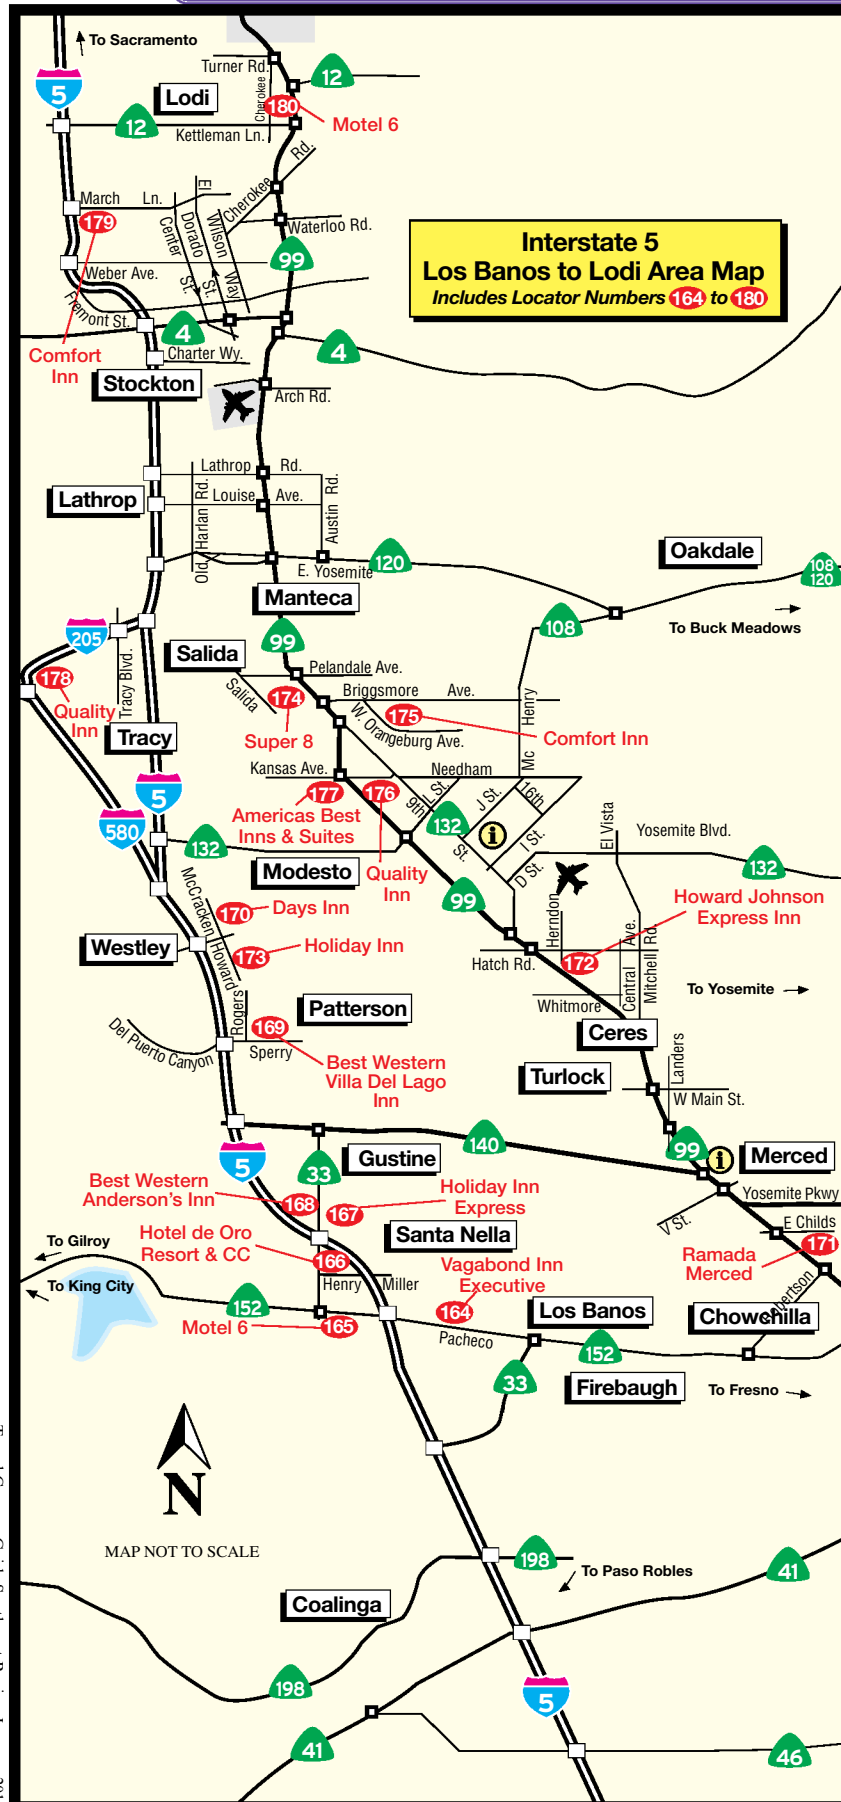 To Sacramento
Turner Rd.
12
5
Lodi
Cherokee
180
Motel 6
12
Kettleman Ln.
Cherokee Rd.
March Ln.
El Dorado St.
179
Center St.
Wilson Way
Waterloo Rd.
99
Weber Ave.
Fremont St.
Interstate 5
Los Banos to Lodi Area Map
Includes Locator Numbers 164 to 180
4
4
Comfort
Inn
Charter Wy.
Stockton
Arch Rd.
Lathrop Rd.
Lathrop
Louise Ave.
Old Harlan Rd.
Austin Rd.
E. Yosemite
120
Oakdale
108
120
Manteca
108
To Buck Meadows
205
99
Tracy Blvd.
Salida
Pelandale Ave.
Salida
178
Quality
Inn
174
Super 8
Briggsmore Ave.
175
W. Orangeburg Ave.
Comfort Inn
Mc Henry
Tracy
Kansas Ave.
Needham
5
177
176
Americas Best
Inns & Suites
9th St.
L St.
J St.
16th
I St.
D St.
i
132
El Vista
Yosemite Blvd.
580
132
132
Modesto
Quality
Inn
99
McCracken
Howard
170
Days Inn
Howard Johnson
Express Inn
Herndon
Westley
173
Holiday Inn
Hatch Rd.
172
Central Ave.
Mitchell Rd.
To Yosemite
Whitmore
Rogers
Patterson
169
Sperry
Del Puerto Canyon
Ceres
Best Western
Villa Del Lago
Inn
Turlock
Landers
W Main St.
140
99
i
Merced
5
33
Gustine
Best Western
Anderson's Inn
168
167
Holiday Inn
Express
Yosemite Pkwy
V St.
E Childs
Hotel de Oro
Resort & CC
166
Santa Nella
Ramada
Merced
171
To Gilroy
Vagabond Inn
Executive
Henry Miller
To King City
152
164
Los Banos
Chowchilla
Robertson
Motel 6
165
Pacheco
152
33
Firebaugh
To Fresno
N
MAP NOT TO SCALE
198
To Paso Robles
41
Coalinga
198
5
41
46